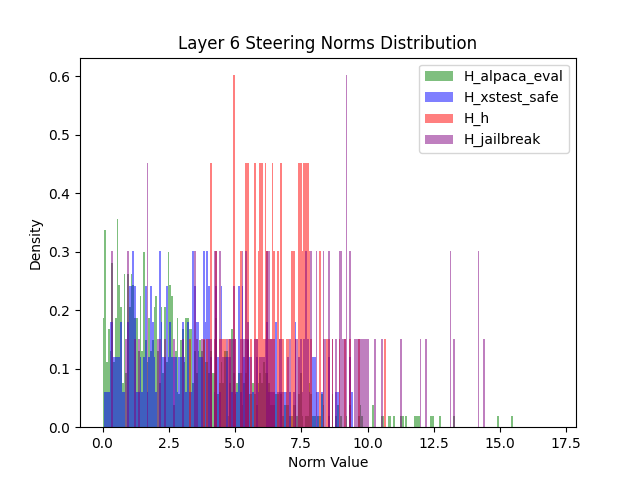 Layer 6 Steering Norms Distribution
H_alpaca_eval
H_xstest_safe
H_h
H_jailbreak
Density
0.6
0.5
0.4
0.3
0.2
0.1
0.0
0.0 2.5 5.0 7.5 10.0 12.5 15.0 17.5
Norm Value